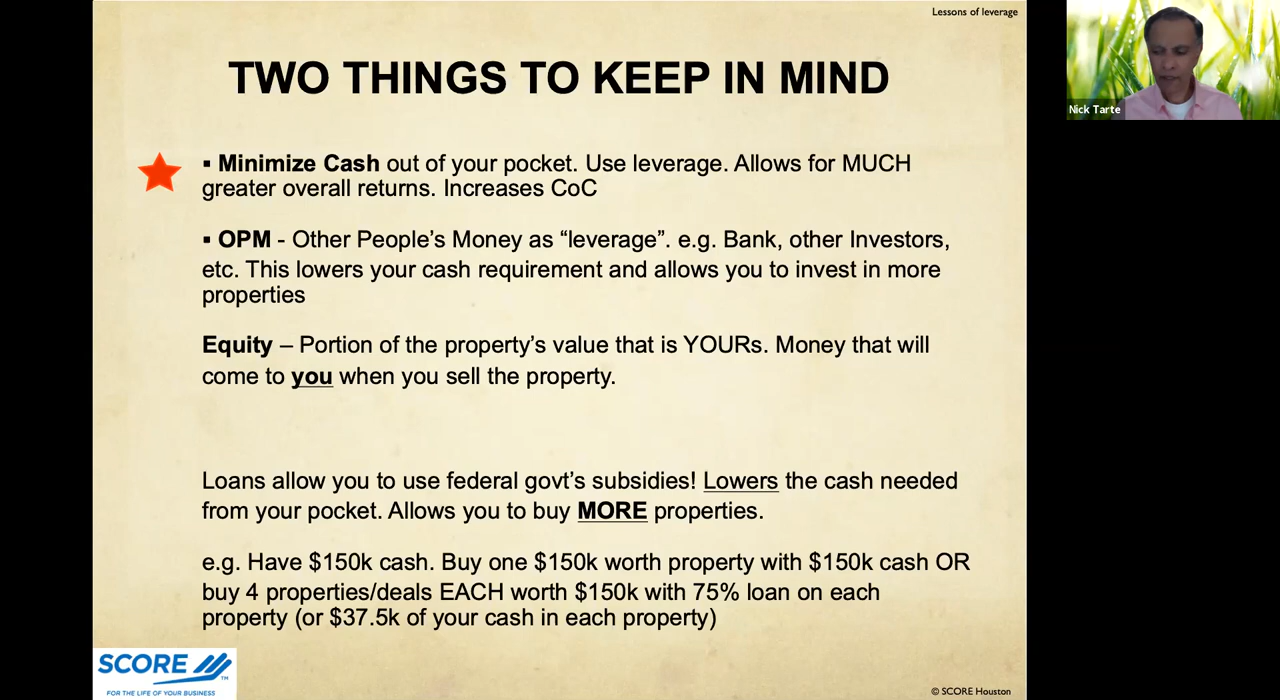 Lessons of leverage
TWO THINGS TO KEEP IN MIND
▪ Minimize Cash out of your pocket. Use leverage. Allows for MUCH
greater overall returns. Increases CoC
▪ OPM - Other People’s Money as “leverage”. e.g. Bank, other Investors,
etc. This lowers your cash requirement and allows you to invest in more
properties
Equity – Portion of the property’s value that is YOURs. Money that will
come to you when you sell the property.
Loans allow you to use federal govt’s subsidies! Lowers the cash needed
from your pocket. Allows you to buy MORE properties.
e.g. Have $150k cash. Buy one $150k worth property with $150k cash OR
buy 4 properties/deals EACH worth $150k with 75% loan on each
property (or $37.5k of your cash in each property)
SCORE TM
FOR THE LIFE OF YOUR BUSINESS
© SCORE Houston
Nick Tarte